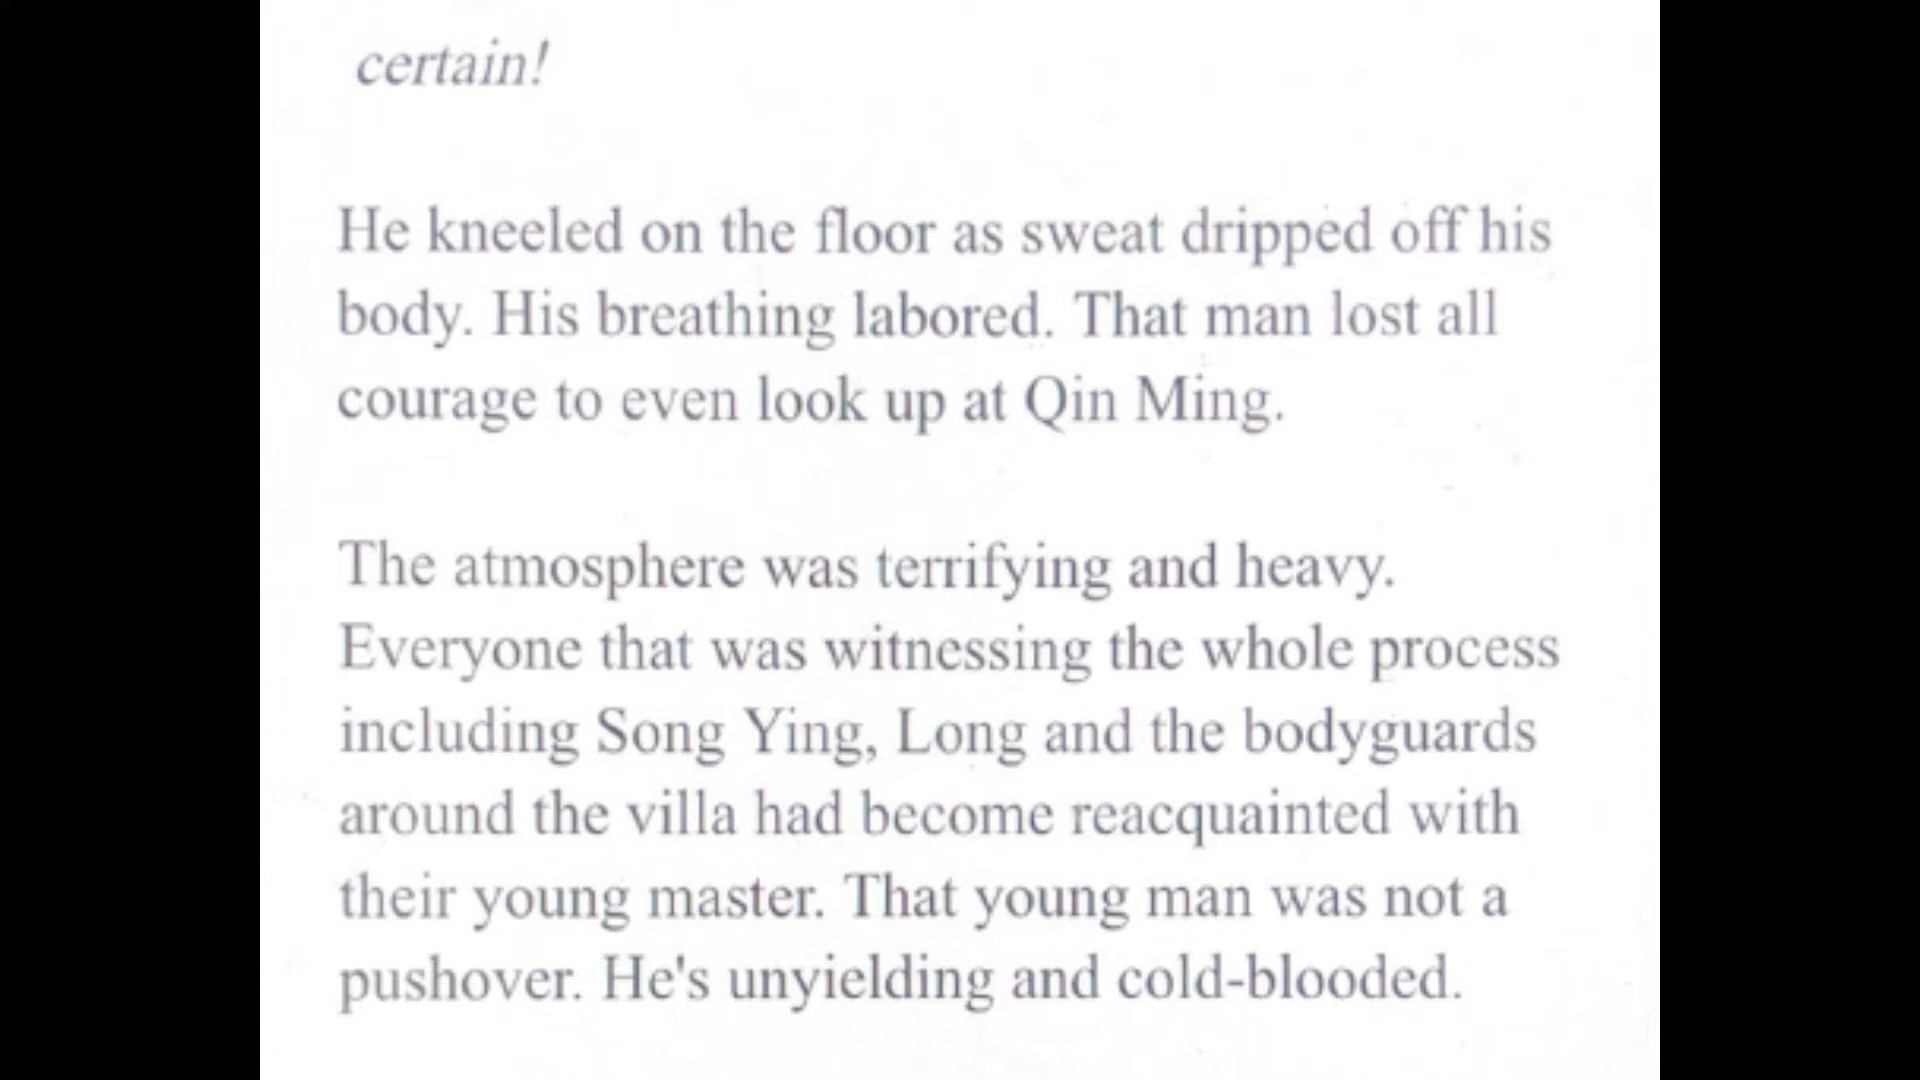 certain!
He kneeled on the floor as sweat dripped off his
body. His breathing labored. That man lost all
courage to even look up at Qin Ming.
The atmosphere was terrifying and heavy.
Everyone that was witnessing the whole process
including Song Ying, Long and the bodyguards
around the villa had become reacquainted with
their young master. That young man was not a
pushover. He's unyielding and cold-blooded.